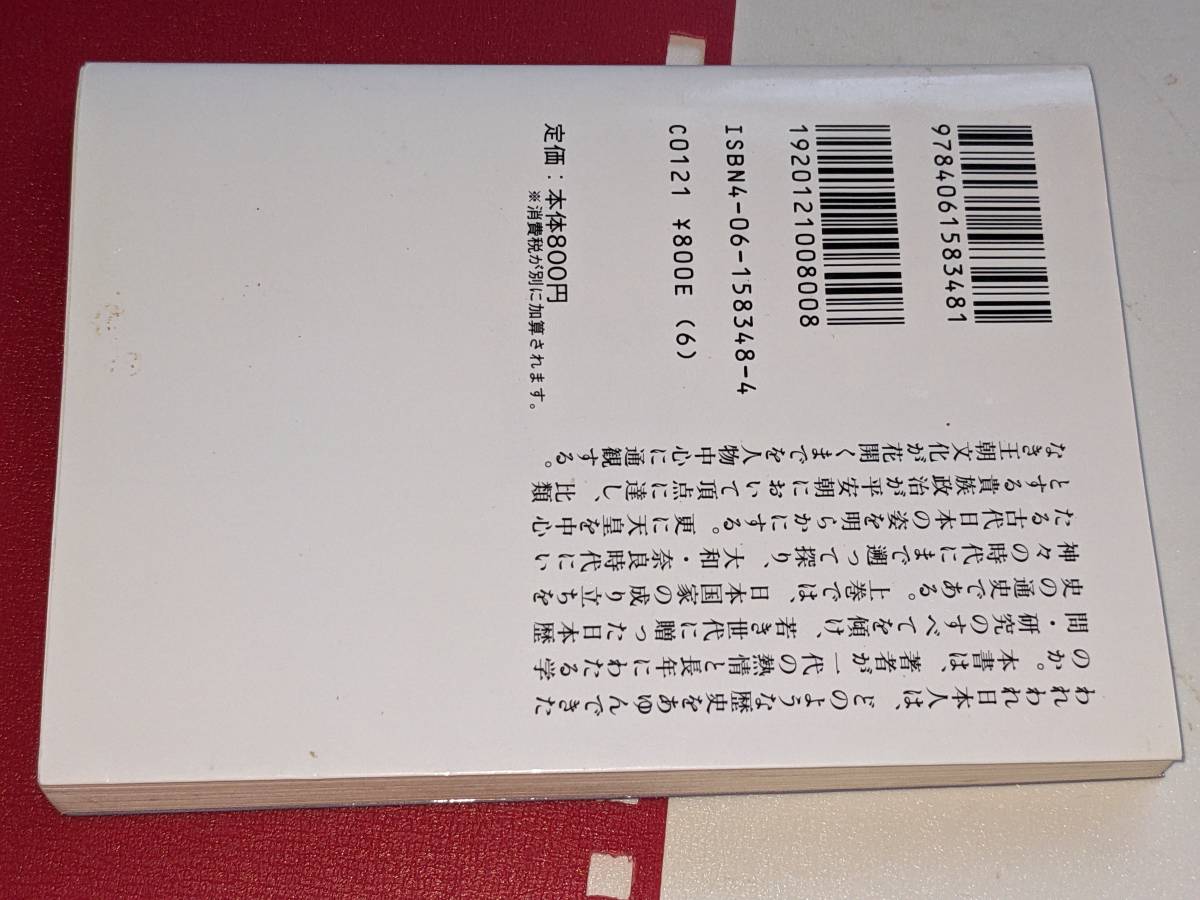 9784061583481
1920121008008
ISBN4-06-158348-4
C0121 ¥800E (6)
定価：本体800円
※消費税が別に加算されます。
われわれ日本人は、どのような歴史をあゆんできた
のか。本書は、著者が一代の熱情と長年にわたる学
問・研究のすべてを傾け、若き世代に贈った日本歴
史の通史である。上巻では、日本国家の成り立ちを
神々の時代にまで遡って探り、大和・奈良時代にい
たる古代日本の姿を明らかにする。更に天皇を中心
とする貴族政治が平安朝において頂点に達し、比類
なき王朝文化が花開くまでを人物中心に通観する。